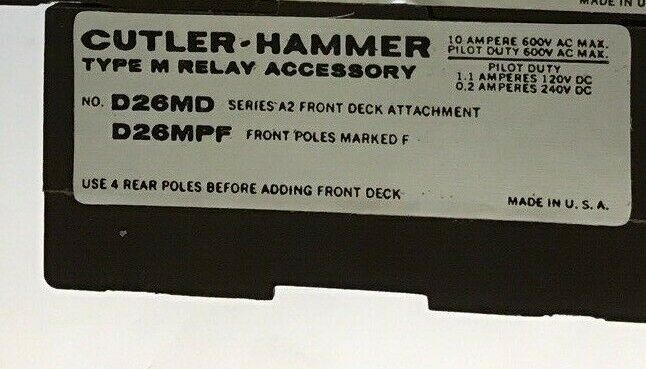 MADE IN U
CUTLER-HAMMER
TYPE M RELAY ACCESSORY
10 AMPERE 600V AC MAX.
PILOT DUTY 600V AC MAX.
PILOT DUTY
1.1 AMPERES 120V DC
0.2 AMPERES 240V DC
NO. D26MD SERIES A2 FRONT DECK ATTACHMENT
D26MPF FRONT POLES MARKED F
USE 4 REAR POLES BEFORE ADDING FRONT DECK
MADE IN U. S. A.